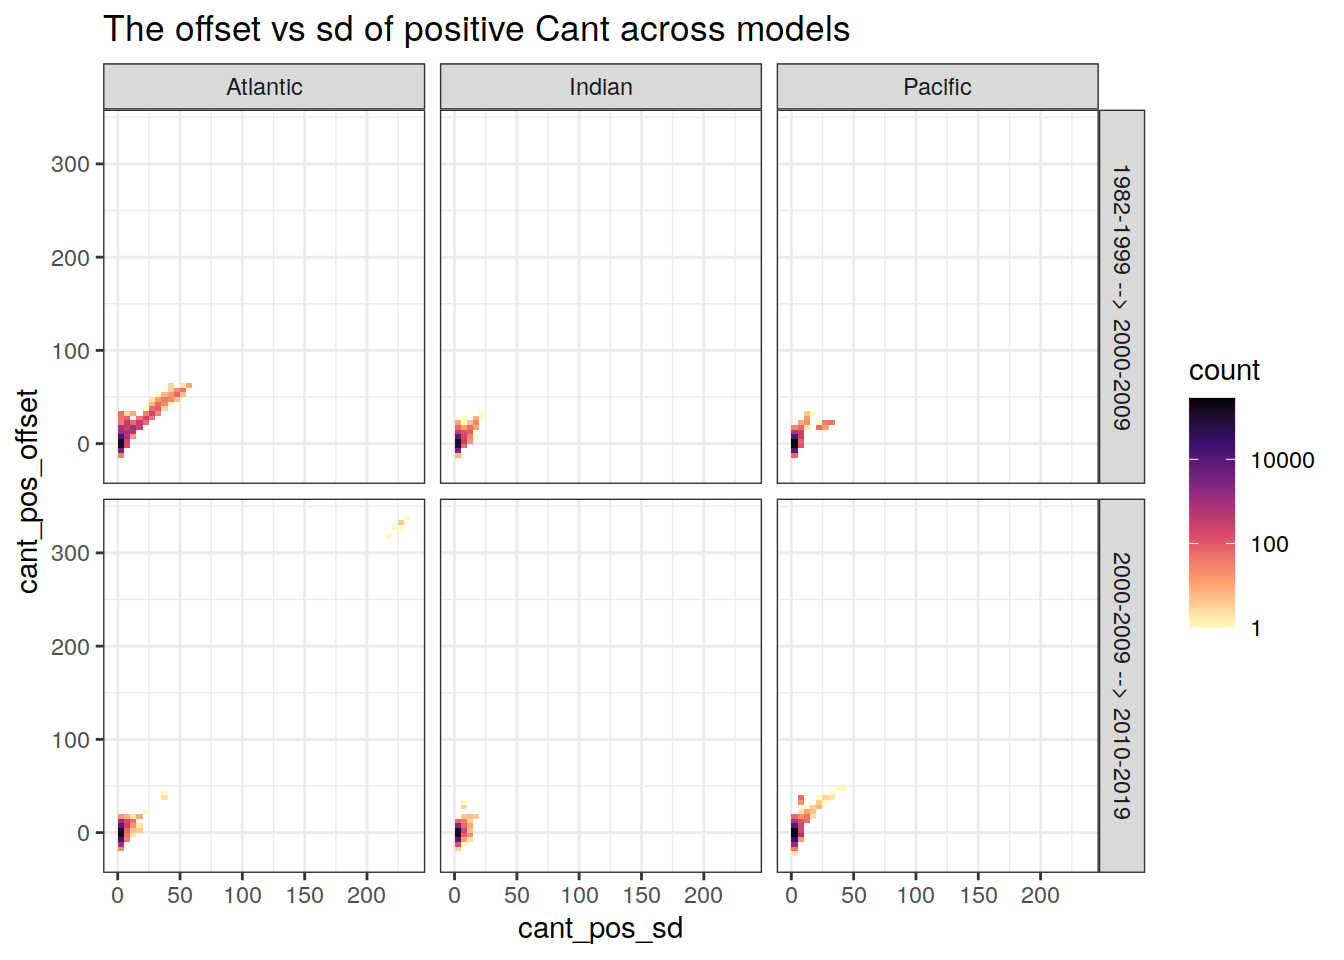 The offset vs sd of positive Cant across models
Atlantic
Indian
Pacific
300
200
100
0
1982-1999 --> 2000-2009
300
200
100
0
2000-2009 --> 2010-2019
cant_pos_offset
0 50 100 150 200
0 50 100 150 200
0 50 100 150 200
cant_pos_sd
count
10000
100
1